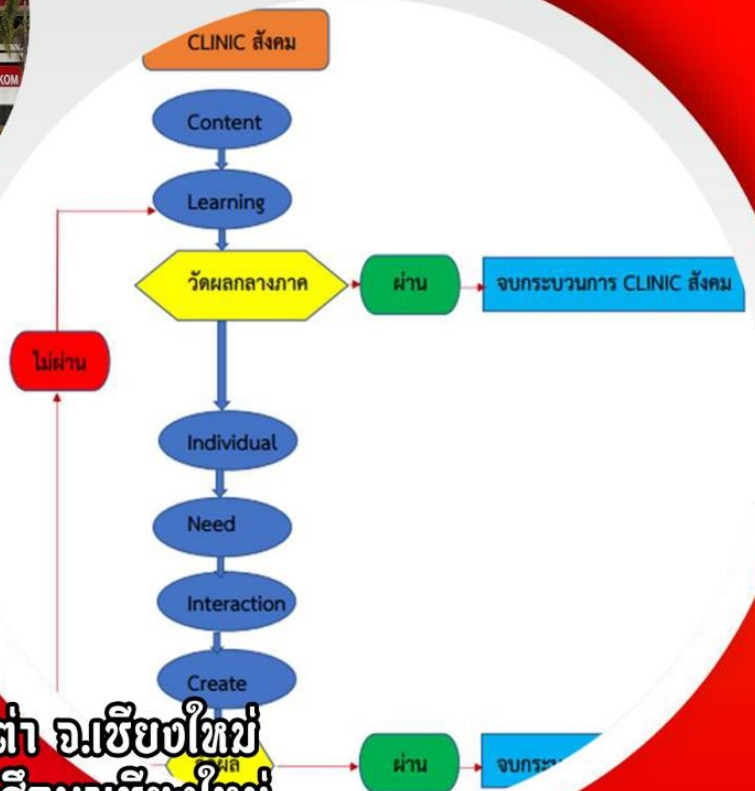 KOM
CLINIC สังคม
Content
Learning
วัดผลกลางภาค
ผ่าน
จบกระบวนการ CLINIC สังคม
ไม่ผ่าน
Individual
Need
Interaction
Create
จ.เชียงใหม่
ผ่าน